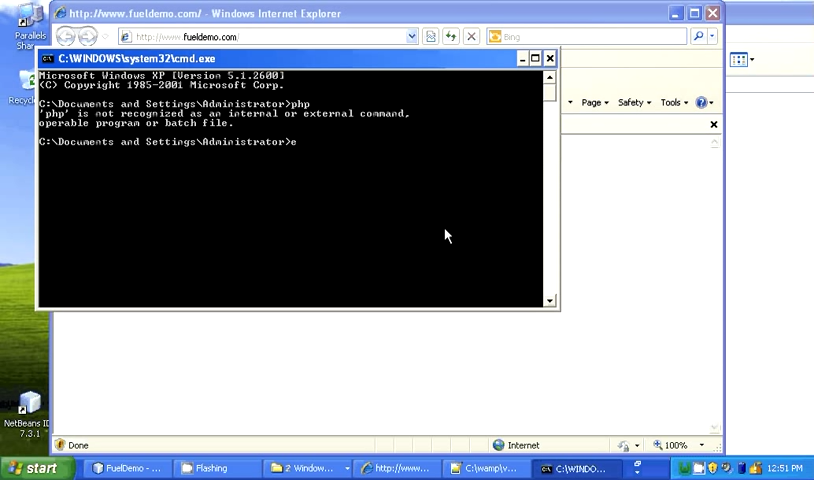 http://www.fueldemo.com/ - Windows Internet Explorer
http://www.fueldemo.com/
Bing
Parallels
C:\WINDOWS\system32\cmd.exe
Microsoft Windows XP [Version 5.1.2600]
(C) Copyright 1985-2001 Microsoft Corp.
C:\Documents and Settings\Administrator>php
'php' is not recognized as an internal or external command,
operable program or batch file.
C:\Documents and Settings\Administrator>e
Page
Safety
Tools
NetBeans ID
7.3.1
Done
Internet
100%
start
FuelDemo - ...
Flashing
2 Window...
http://www...
C:\wamp\v...
C:\WINDO...
12:51 PM